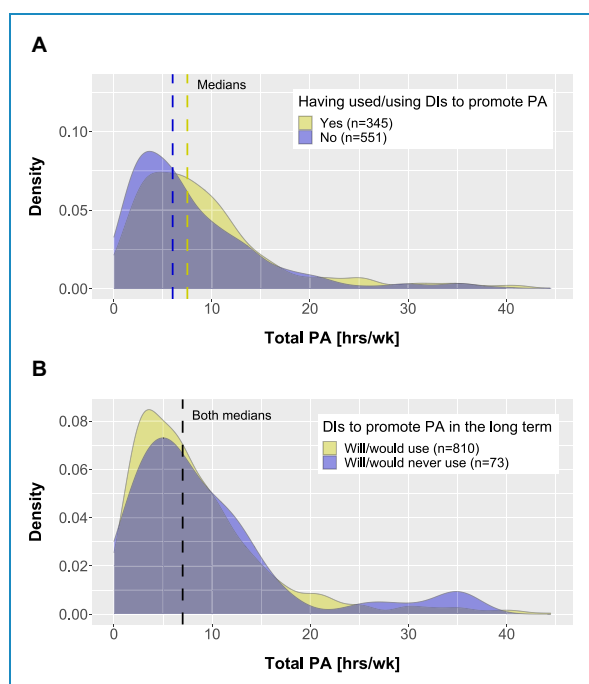 A
Medians
Having used/using DIs to promote PA
Yes (n=345)
No (n=551)
0.10
0.05
0.00
Density
0 10 20 30 40
Total PA [hrs/wk]
B
Both medians
DIs to promote PA in the long term
Will/would use (n=810)
Will/would never use (n=73)
0.08
0.06
0.04
0.02
0.00
Density
0 10 20 30 40
Total PA [hrs/wk]